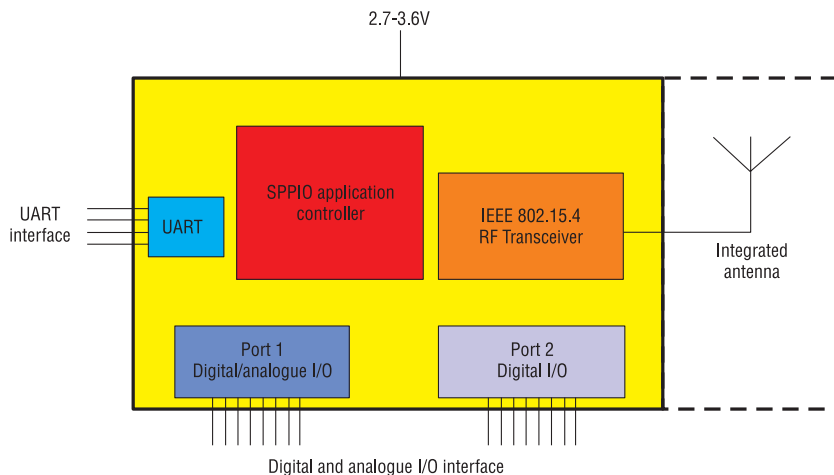 2.7-3.6V
SPPIO application
controller
IEEE 802.15.4
RF Transceiver
UART
interface
UART
Integrated
antenna
Port 1
Digital/analogue I/O
Port 2
Digital I/O
Digital and analogue I/O interface